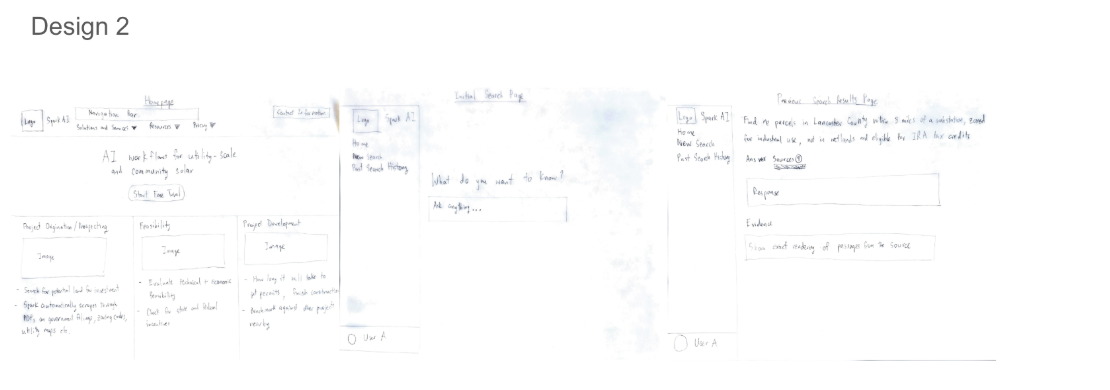 Design 2
Homepage
Logo
Spark AI
Navigation Bar
Contact Information
Solutions and Services ▼ Resources ▼ Pricing ▼
AI workflows for utility-scale
and community solar
Start Free Trial
Project Origination / Prospecting
Image
- Search for potential land for investment
- Spark automatically scrapes through
PDFs on government filings, zoning codes,
utility maps etc.
Feasibility
Image
- Evaluate technical + economic
feasibility
- Check for state and federal
incentives
Project Development
Image
- How long it will take to
get permits, finish construction
- Benchmark against other project
nearby
Initial Search Page
Logo
Spark AI
Home
New Search
Past Search History
What do you want to know?
Ask anything...
User A
Previous Search Results Page
Logo
Spark AI
Home
New Search
Past Search History
Find me parcels in Lancaster County within 5 miles of a substation, zoned
for industrial use, not in wetlands and eligible for IRA tax credits
Answer Sources
Response
Evidence
Show exact rendering of passages from the source
User A